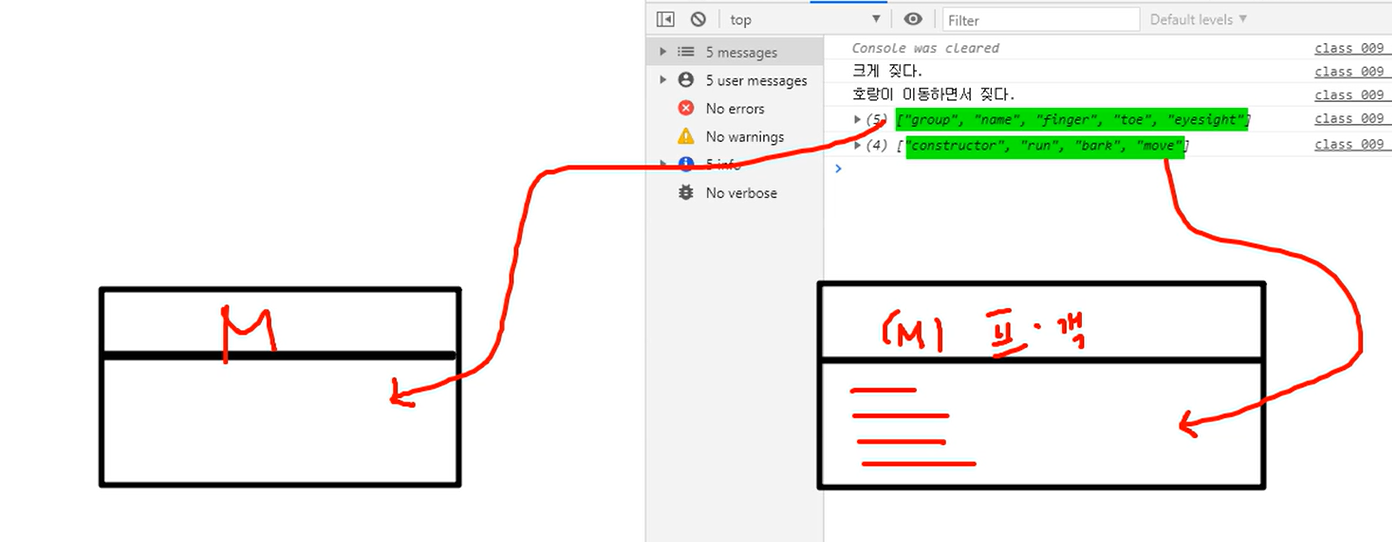 top
Filter
Default levels
5 messages
Console was cleared
class 009
5 user messages
크게 짖다.
class 009
No errors
호랑이 이동하면서 짖다.
class 009
No warnings
(5) ["group", "name", "finger", "toe", "eyesight"]
class 009
5 info
(4) ["constructor", "run", "bark", "move"]
class 009
No verbose
M
(M) 프·객